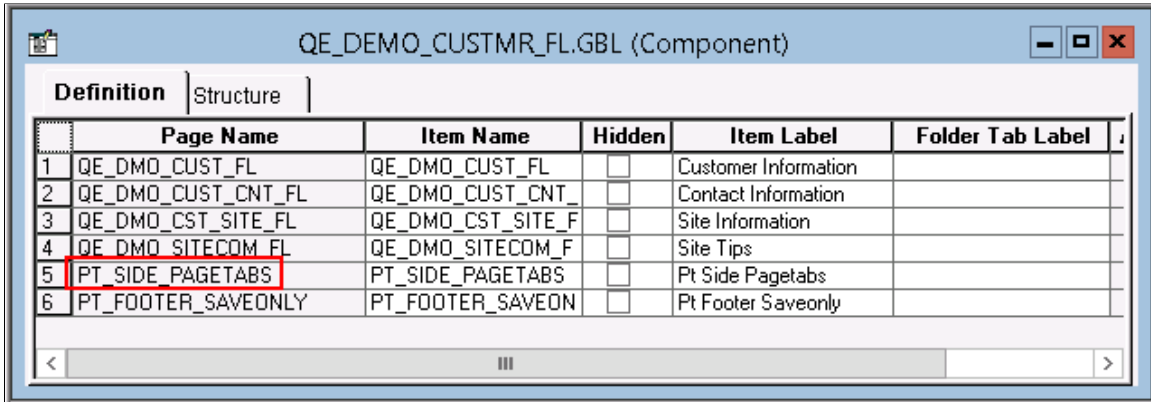 QE_DEMO_CUSTMR_FL.GBL (Component)
Definition Structure
Page Name Item Name Hidden Item Label Folder Tab Label
1 QE_DMO_CUST_FL QE_DMO_CUST_FL Customer Information
2 QE_DMO_CUST_CNT_FL QE_DMO_CUST_CNT_ Contact Information
3 QE_DMO_CST_SITE_FL QE_DMO_CST_SITE_F Site Information
4 QE_DMO_SITECOM_FL QE_DMO_SITECOM_F Site Tips
5 PT_SIDE_PAGETABS PT_SIDE_PAGETABS Pt Side Pagetabs
6 PT_FOOTER_SAVEONLY PT_FOOTER_SAVEON Pt Footer Saveonly